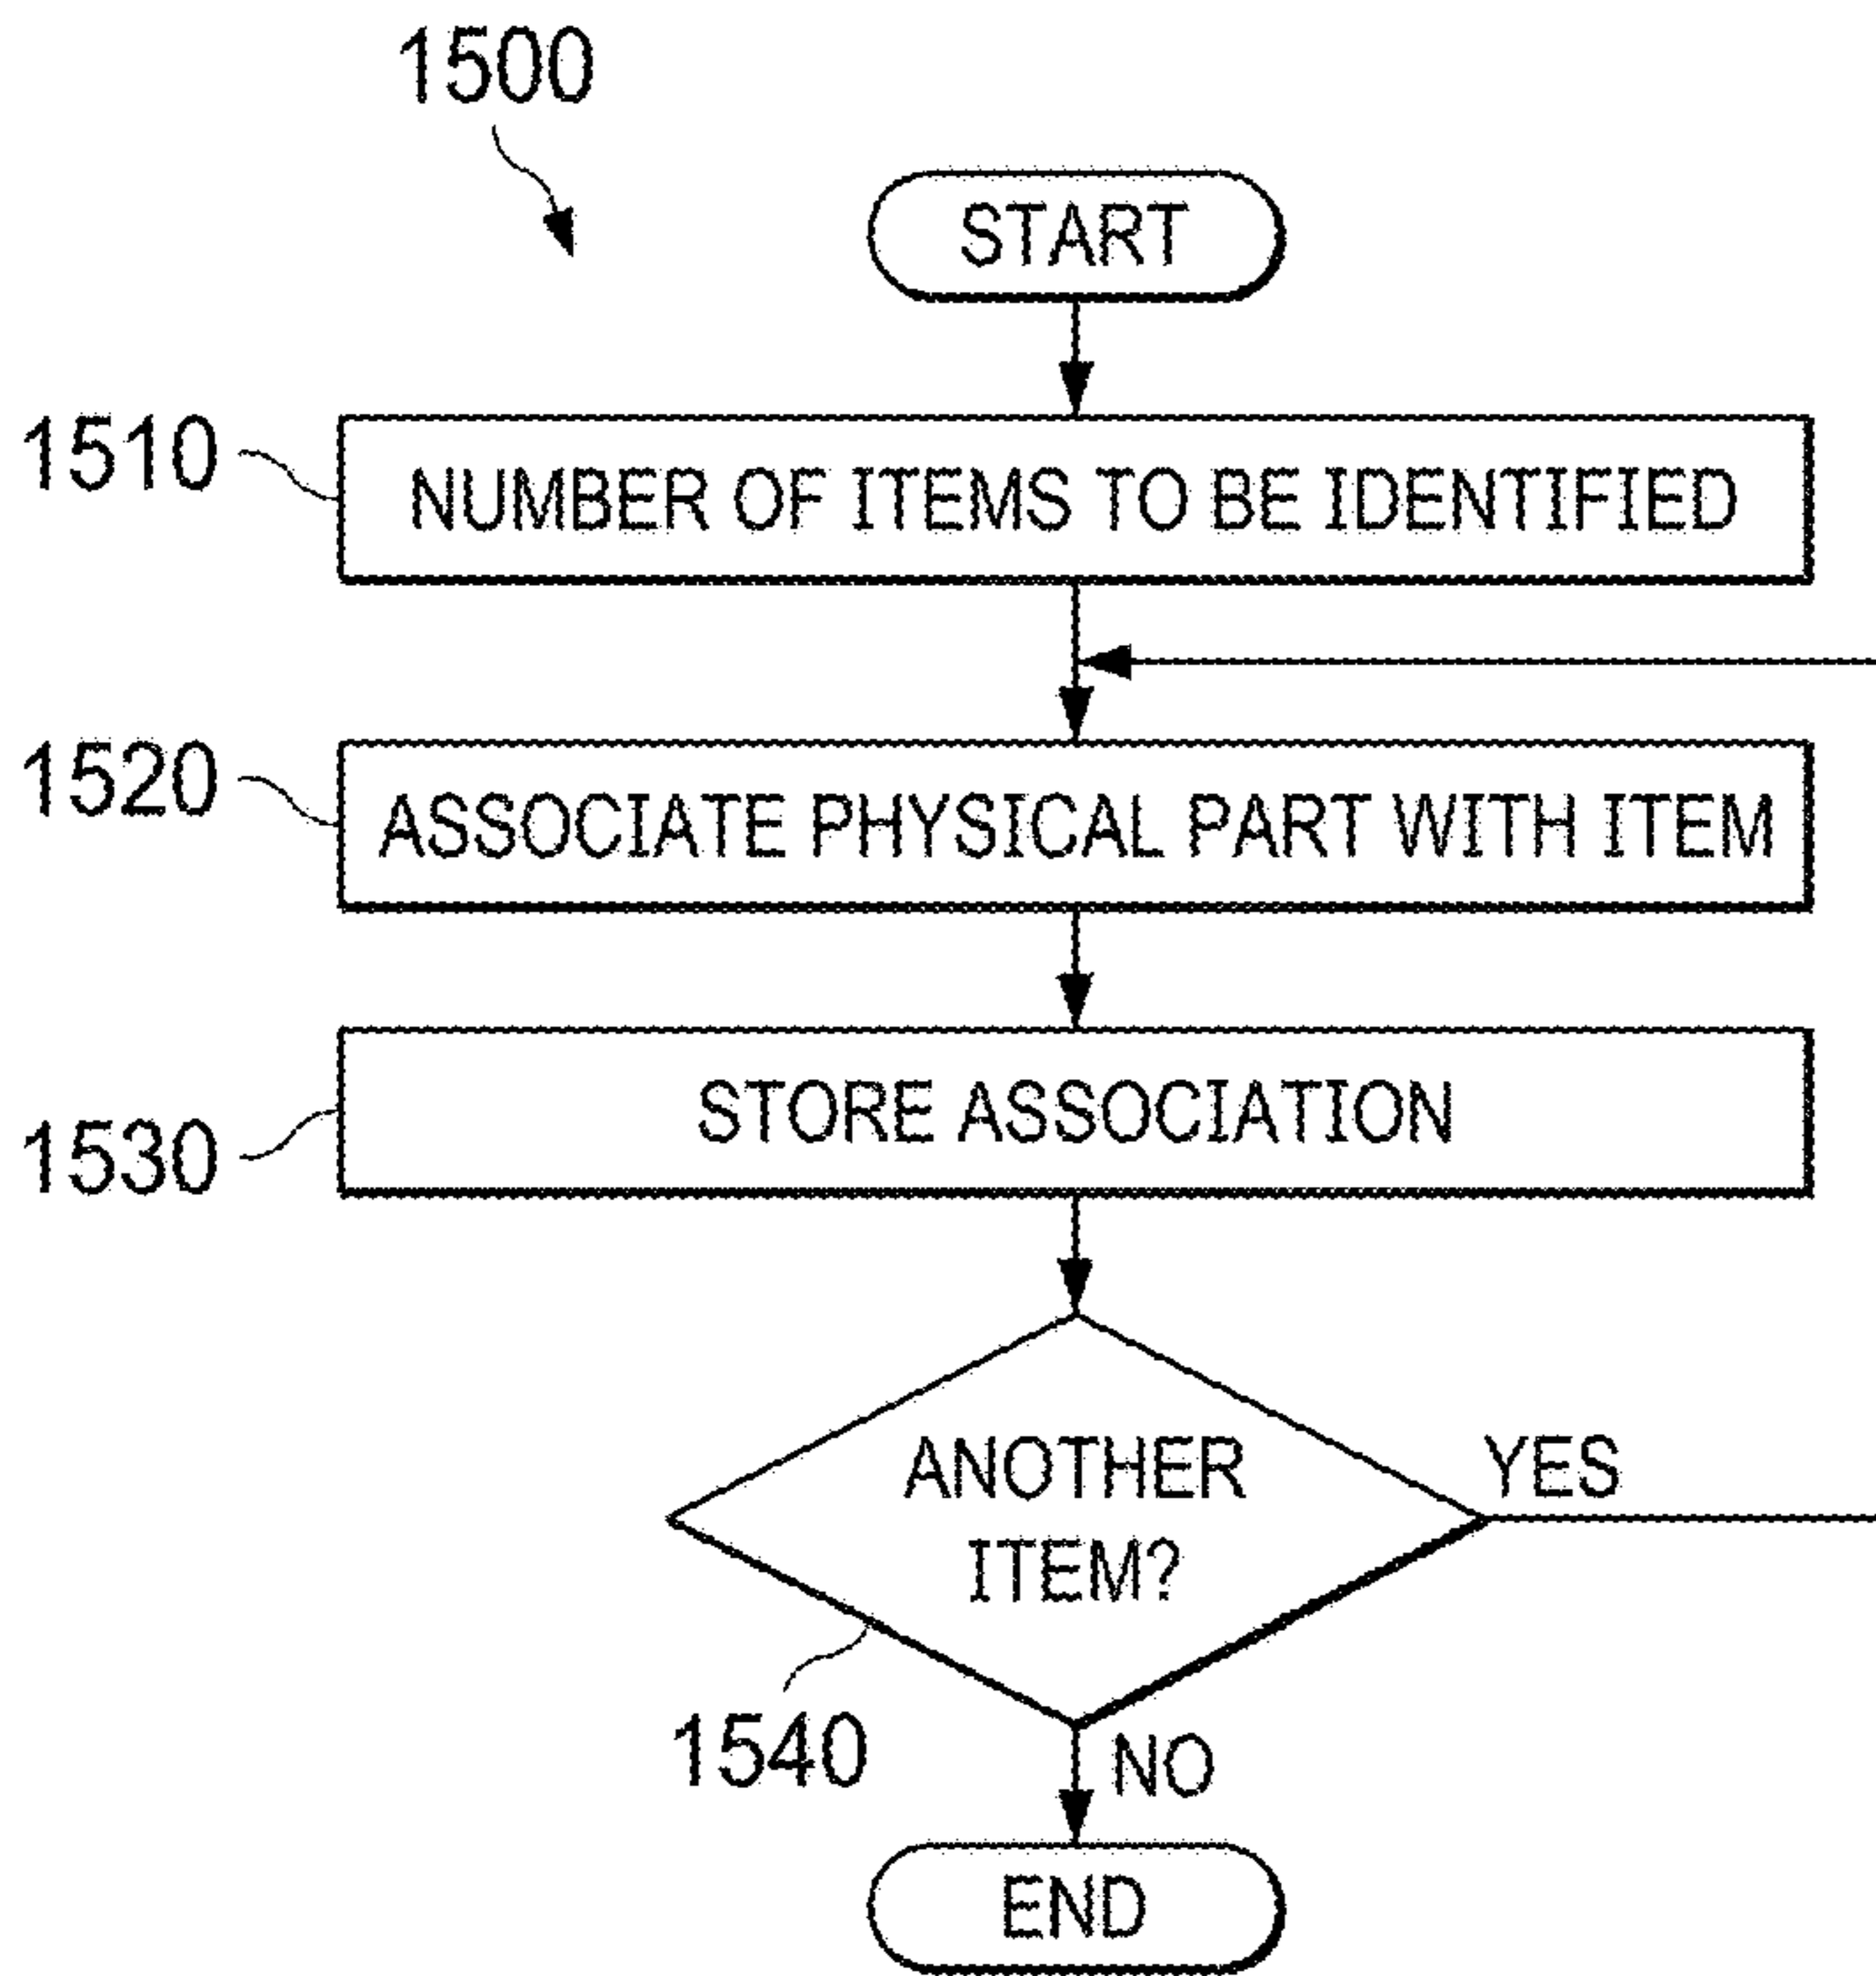 1500
START
1510
NUMBER OF ITEMS TO BE IDENTIFIED
1520
ASSOCIATE PHYSICAL PART WITH ITEM
STORE ASSOCIATION
1530
ANOTHER
ITEM?
YES
1540
NO
END